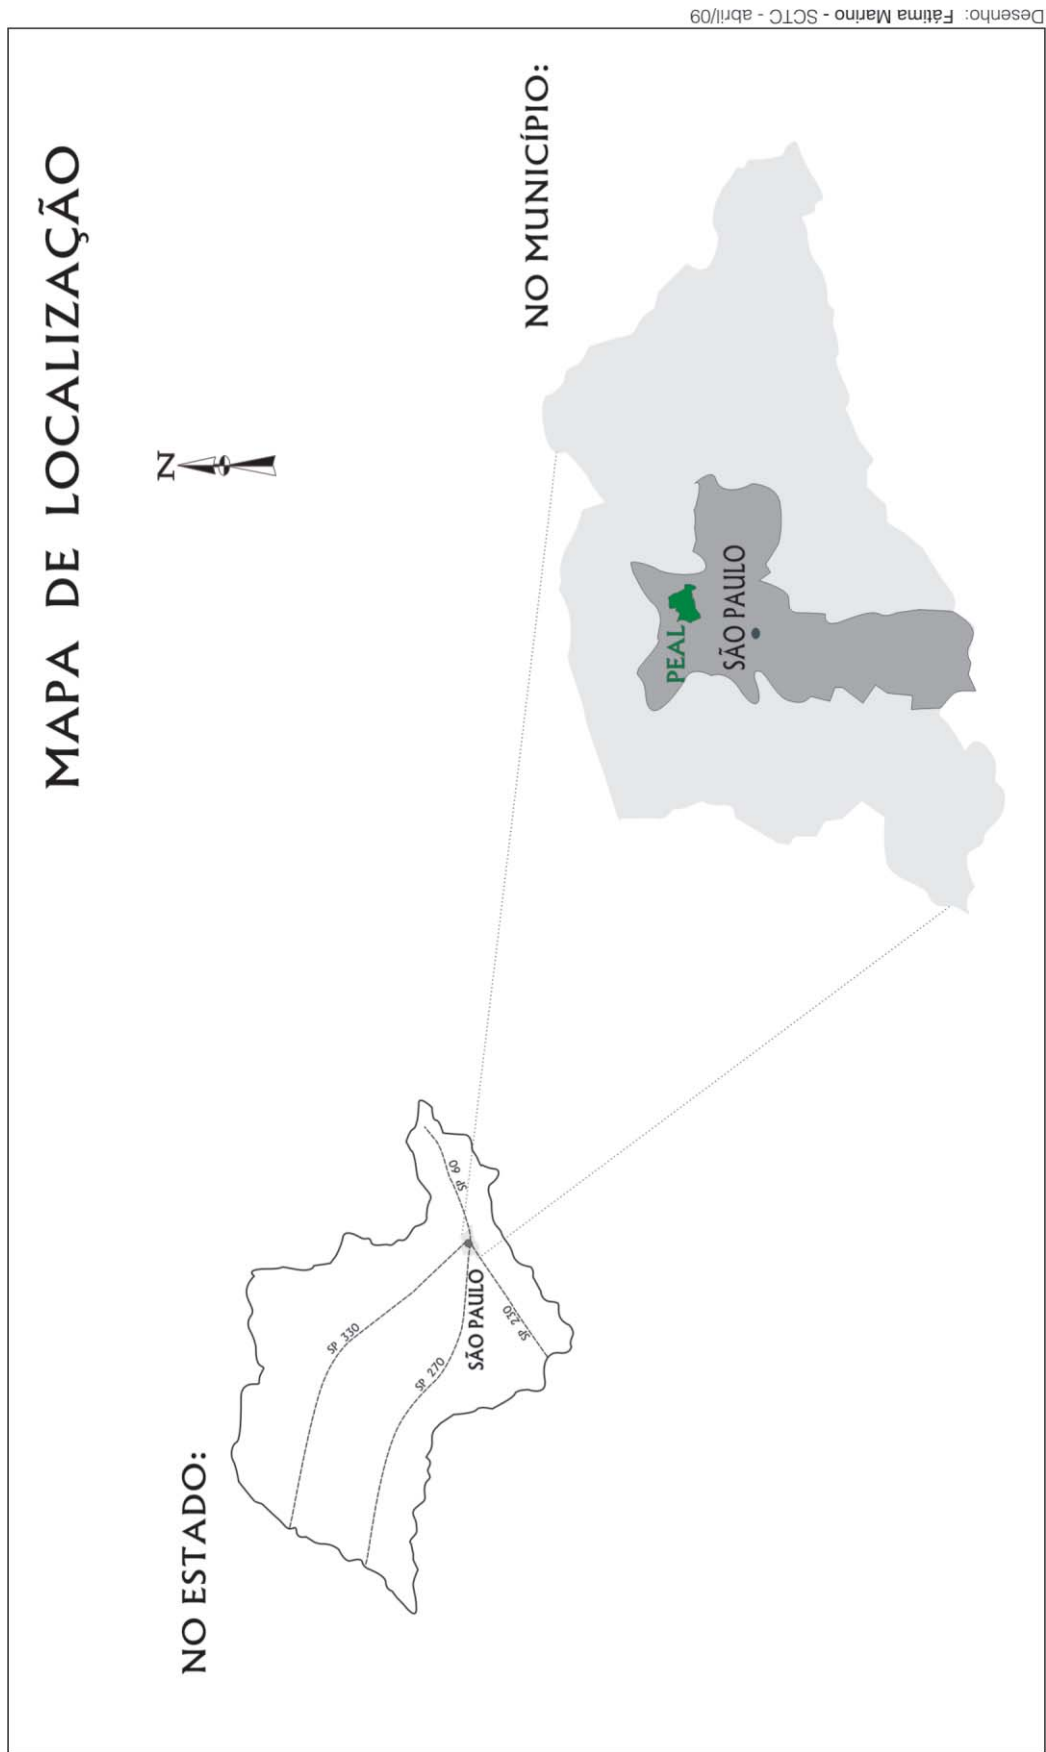 MAPA DE LOCALIZAÇÃO
N
NO ESTADO:
SP 330
SP 270
SÃO PAULO
SP 230
SP 60
NO MUNICÍPIO:
PEAL
SÃO PAULO
Desenho: Fátima Marino - SCTC - abril/09